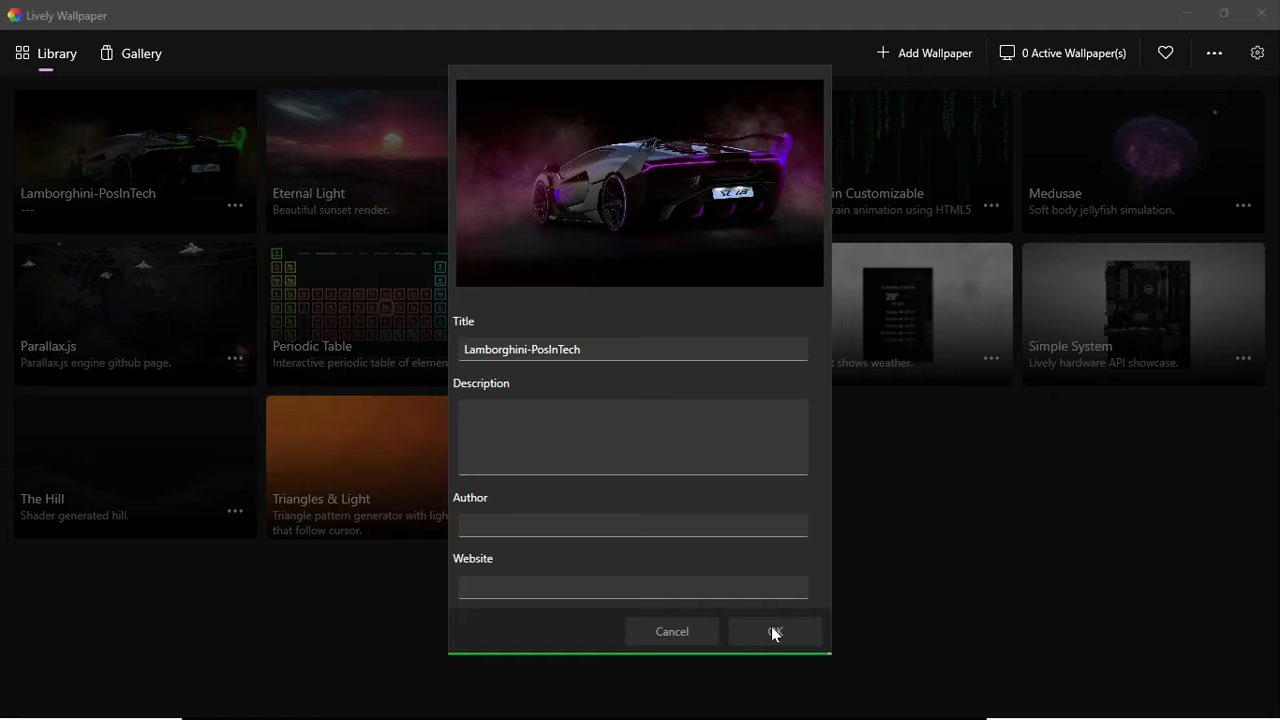 Lively Wallpaper
Library
Gallery
Add Wallpaper
0 Active Wallpaper(s)
Lamborghini-PosInTech
---
Eternal Light
Beautiful sunset render.
in Customizable
rain animation using HTML5
Medusae
Soft body jellyfish simulation.
Parallax.js
Parallax.js engine github page.
Periodic Table
Interactive periodic table of elemen
shows weather.
Simple System
Lively hardware API showcase.
The Hill
Shader generated hill.
Triangles & Light
Triangle pattern generator with ligh
that follow cursor.
Title
Lamborghini-PosInTech
Description
Author
Website
Cancel
OK